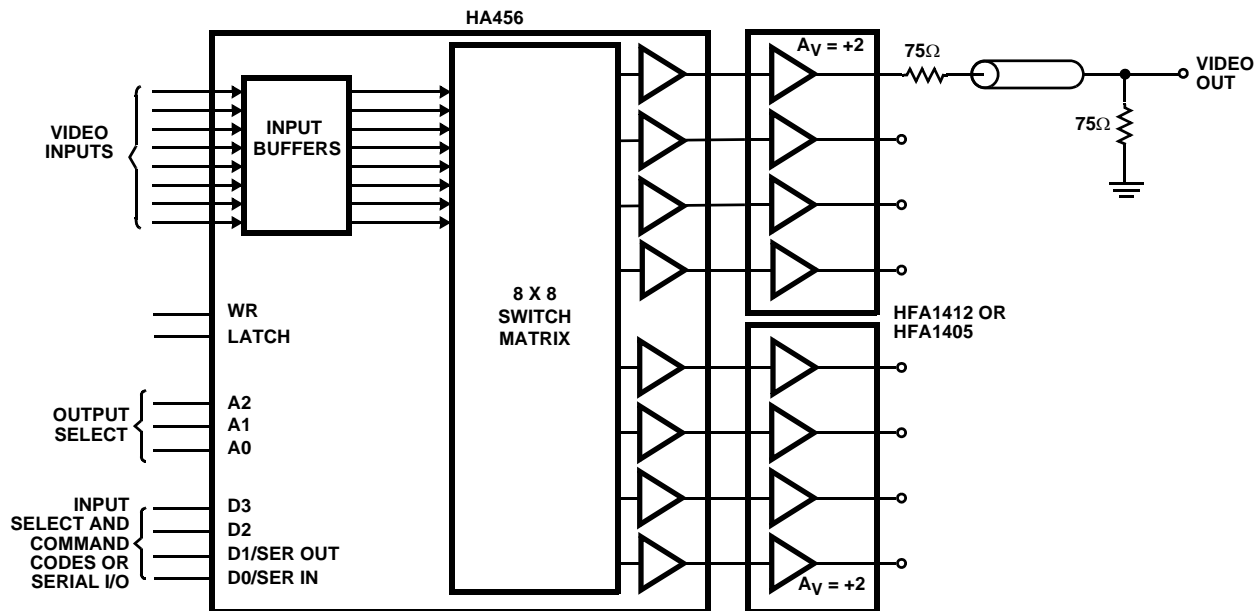 HA456
A_V = +2
75Ω
VIDEO
OUT
75Ω
VIDEO
INPUTS
INPUT
BUFFERS
8 X 8
SWITCH
MATRIX
HFA1412 OR
HFA1405
WR
LATCH
OUTPUT
SELECT
A2
A1
A0
INPUT
SELECT AND
COMMAND
CODES OR
SERIAL I/O
D3
D2
D1/SER OUT
D0/SER IN
A_V = +2